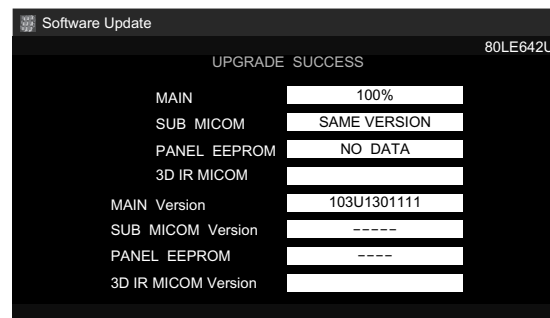 Software Update
80LE642U
UPGRADE SUCCESS
MAIN 100%
SUB MICOM SAME VERSION
PANEL EEPROM NO DATA
3D IR MICOM
MAIN Version 103U1301111
SUB MICOM Version -----
PANEL EEPROM ----
3D IR MICOM Version